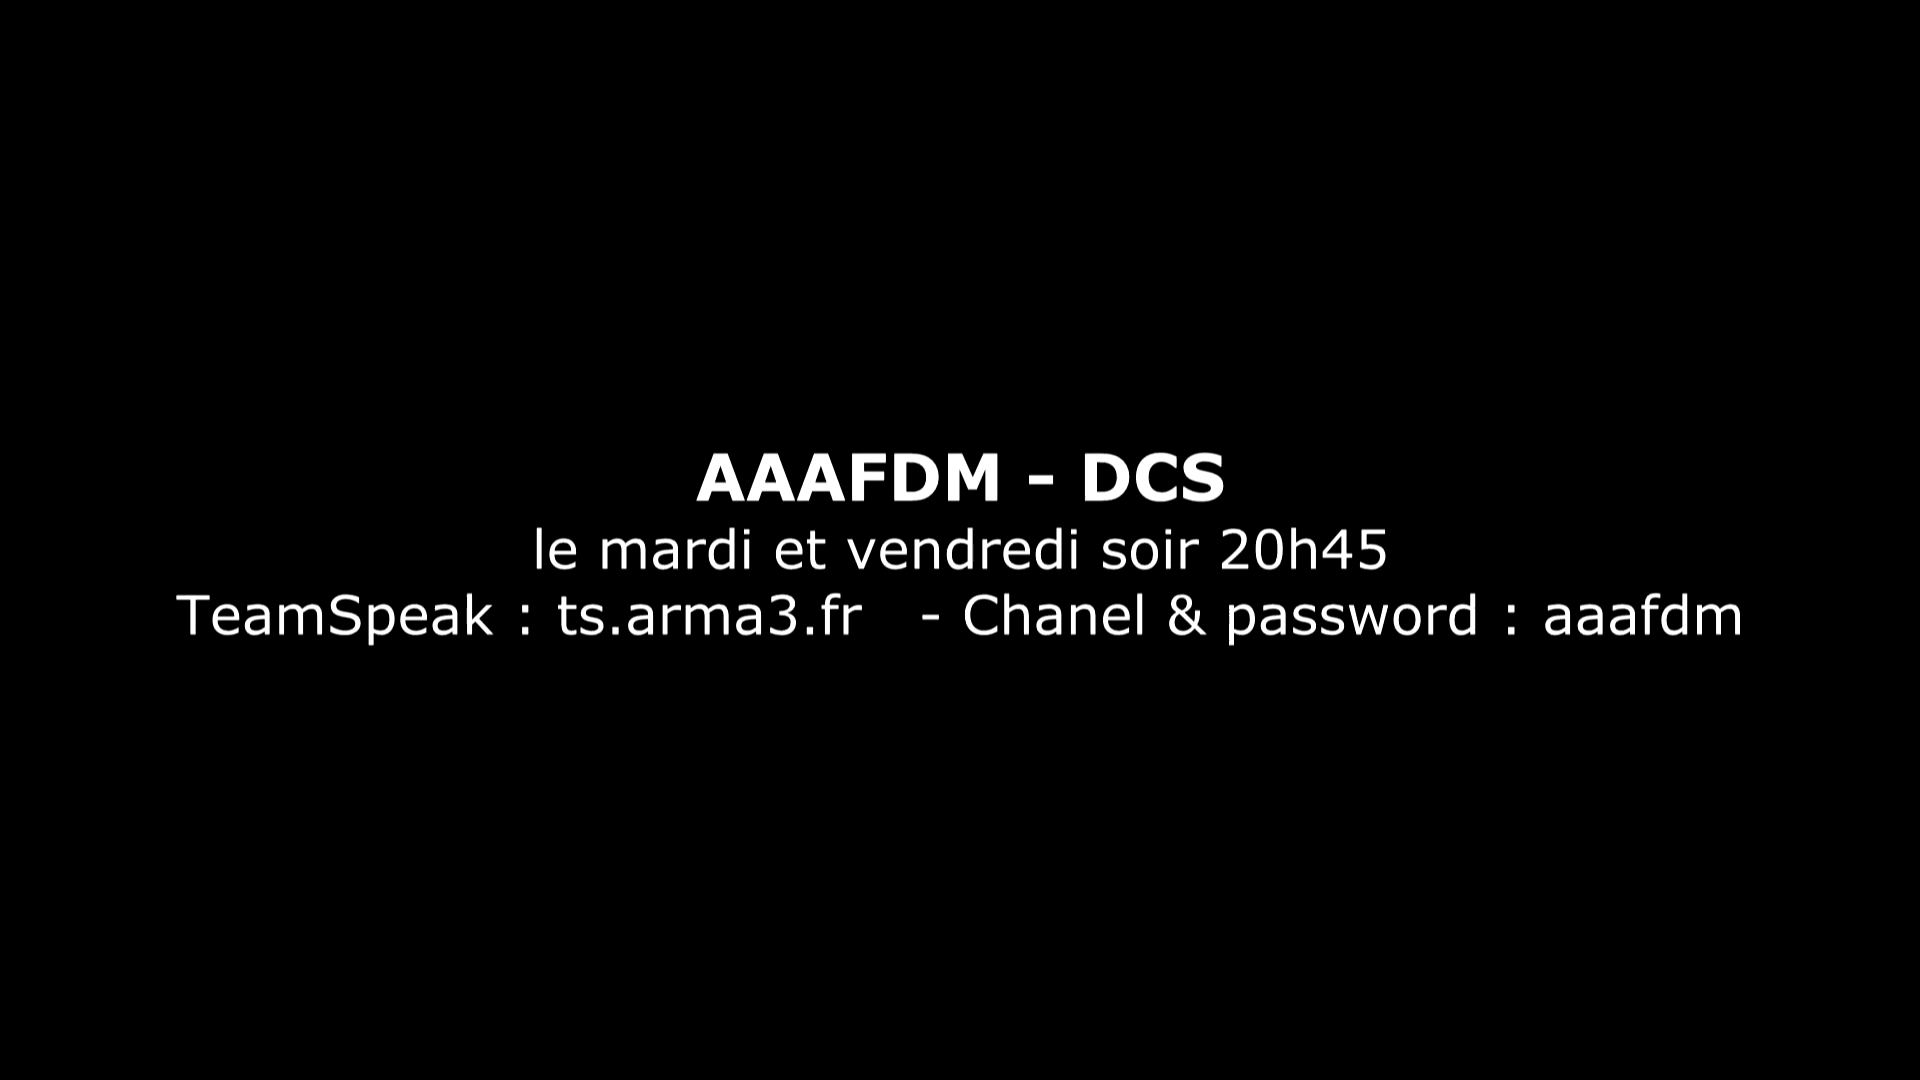 AAAFDM - DCS
le mardi et vendredi soir 20h45
TeamSpeak : ts.arma3.fr   - Chanel & password : aaafdm